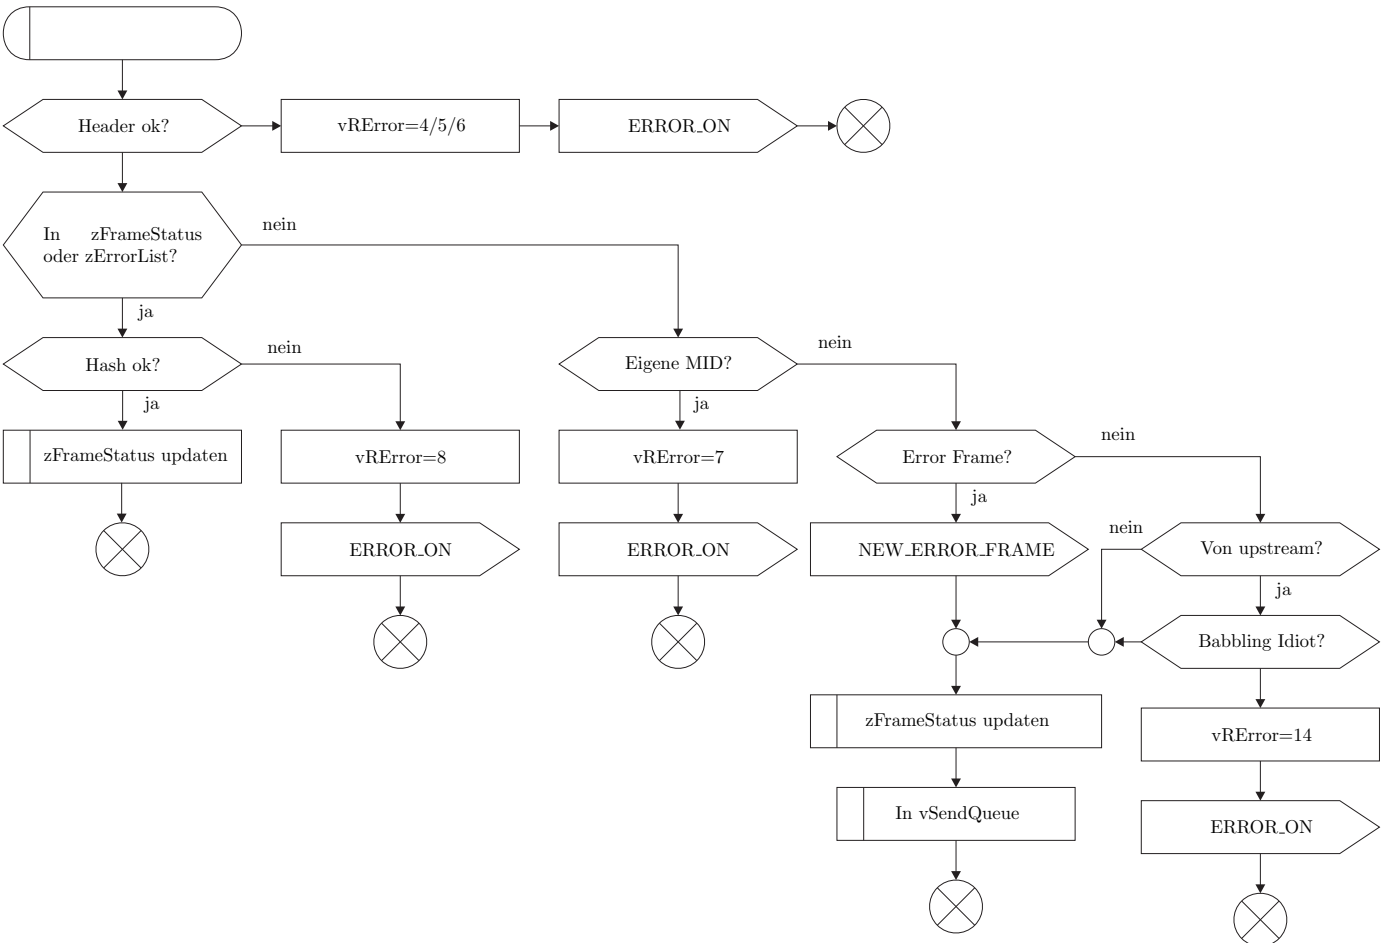 Header ok?
vRError=4/5/6
ERROR_ON
In zFrameStatus
oder zErrorList?
nein
ja
Hash ok?
nein
Eigene MID?
nein
ja
ja
zFrameStatus updaten
vRError=8
vRError=7
Error Frame?
nein
ja
ERROR_ON
ERROR_ON
NEW_ERROR_FRAME
nein
Von upstream?
ja
Babbling Idiot?
zFrameStatus updaten
vRError=14
In vSendQueue
ERROR_ON